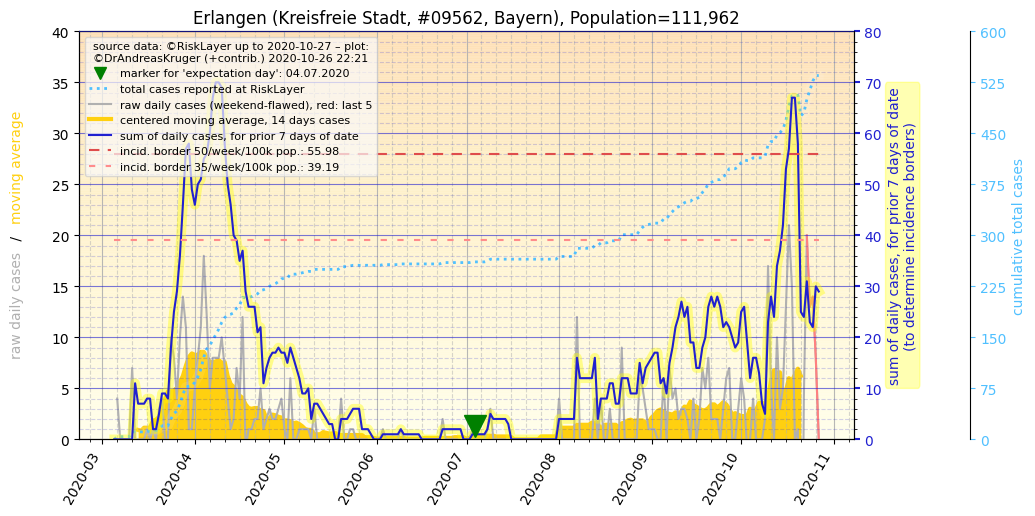 Erlangen (Kreisfreie Stadt, #09562, Bayern), Population=111,962
source data: ©RiskLayer up to 2020-10-27 – plot:
©DrAndreasKruger (+contrib.) 2020-10-26 22:21
marker for 'expectation day': 04.07.2020
total cases reported at RiskLayer
raw daily cases (weekend-flawed), red: last 5
centered moving average, 14 days cases
sum of daily cases, for prior 7 days of date
incid. border 50/week/100k pop.: 55.98
incid. border 35/week/100k pop.: 39.19
raw daily cases / moving average
40
35
30
25
20
15
10
5
0
2020-03
2020-04
2020-05
2020-06
2020-07
2020-08
2020-09
2020-10
2020-11
80
70
60
50
40
30
20
10
0
sum of daily cases, for prior 7 days of date
(to determine incidence borders)
600
525
450
375
300
225
150
75
0
cumulative total cases